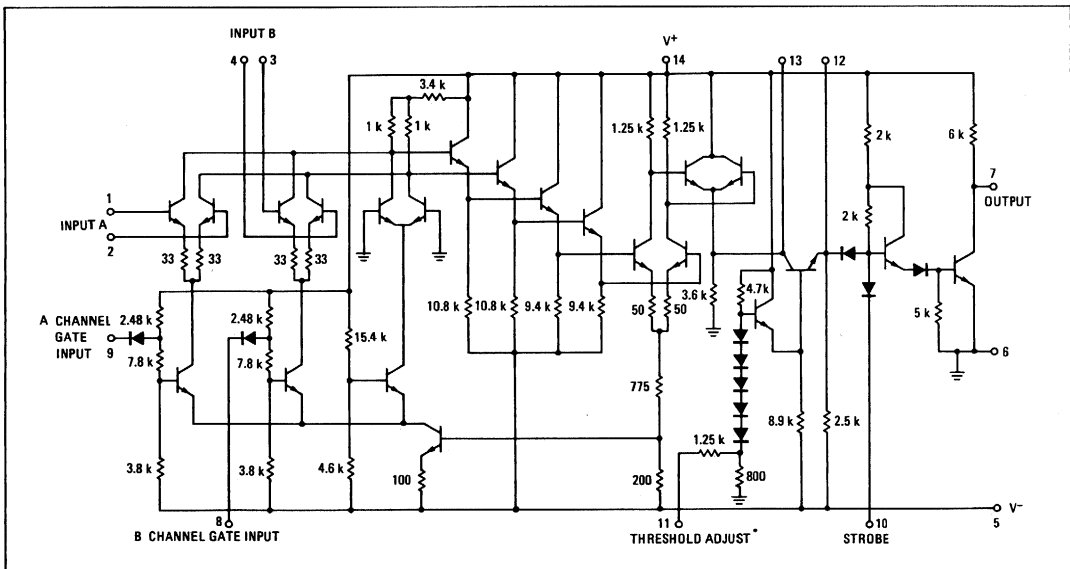 INPUT B
4
3
V+
14
13
12
3.4 k
1 k
1 k
1.25 k
1.25 k
2 k
6 k
7
OUTPUT
2 k
1
INPUT A
2
33
33
33
33
10.8 k
10.8 k
9.4 k
9.4 k
50
50
3.6 k
4.7k
5 k
6
A CHANNEL
GATE
INPUT
9
2.48 k
2.48 k
7.8 k
7.8 k
15.4 k
775
8.9 k
2.5 k
1.25 k
3.8 k
3.8 k
4.6 k
100
200
800
V-
5
8
B CHANNEL GATE INPUT
11
THRESHOLD ADJUST*
10
STROBE